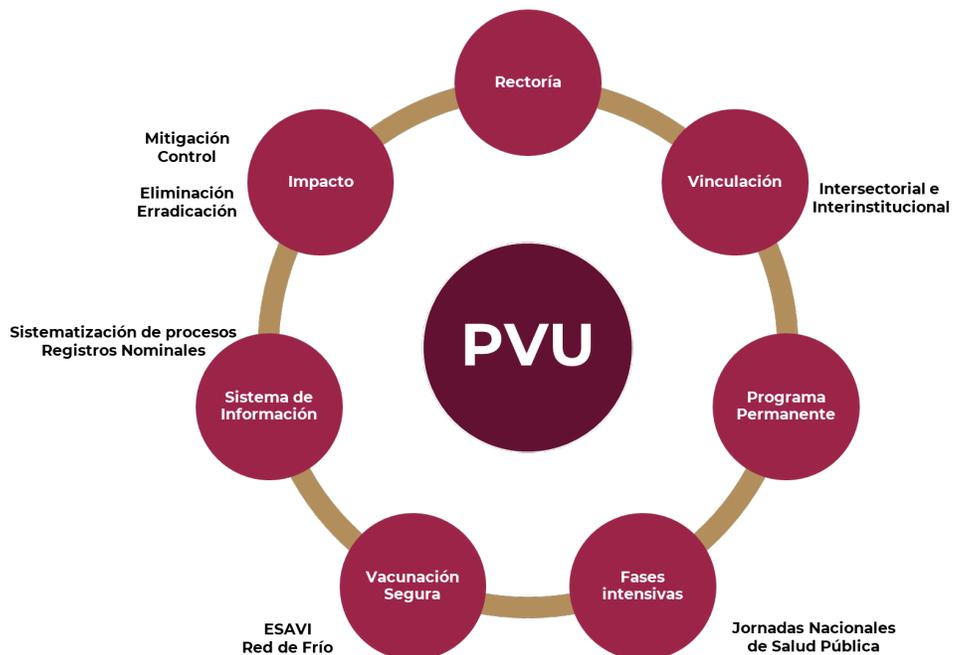 Rectoría
Mitigación
Control
Impacto
Vinculación
Eliminación
Erradicación
Intersectorial e
Interinstitucional
PVU
Sistematización de procesos
Registros Nominales
Sistema de
Información
Programa
Permanente
Vacunación
Segura
Fases
intensivas
ESAVI
Red de Frío
Jornadas Nacionales
de Salud Pública